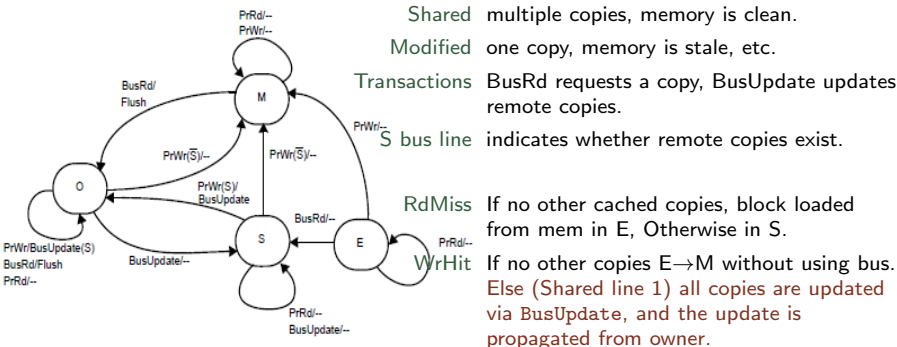 PrRd/--
PrWr/--
M
BusRd/
Flush
PrWr/--
PrWr(S̅)/--
PrWr(S̅)/--
O
PrWr(S)/
BusUpdate
BusRd/--
S
E
PrRd/--
PrWr/BusUpdate(S)
BusRd/Flush
PrRd/--
BusUpdate/--
PrRd/--
BusUpdate/--
Shared multiple copies, memory is clean.
Modified one copy, memory is stale, etc.
Transactions BusRd requests a copy, BusUpdate updates
remote copies.
S bus line indicates whether remote copies exist.
RdMiss If no other cached copies, block loaded
from mem in E, Otherwise in S.
WrHit If no other copies E→M without using bus.
Else (Shared line 1) all copies are updated
via BusUpdate, and the update is
propagated from owner.